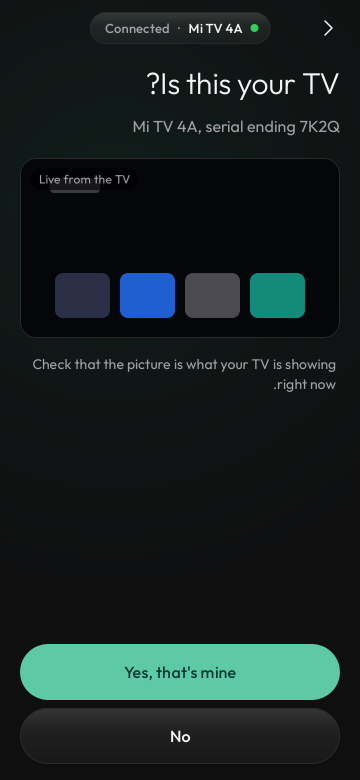 Connected · Mi TV 4A
Is this your TV?
Mi TV 4A, serial ending 7K2Q
Live from the TV
Check that the picture is what your TV is showing
right now.
Yes, that's mine
No